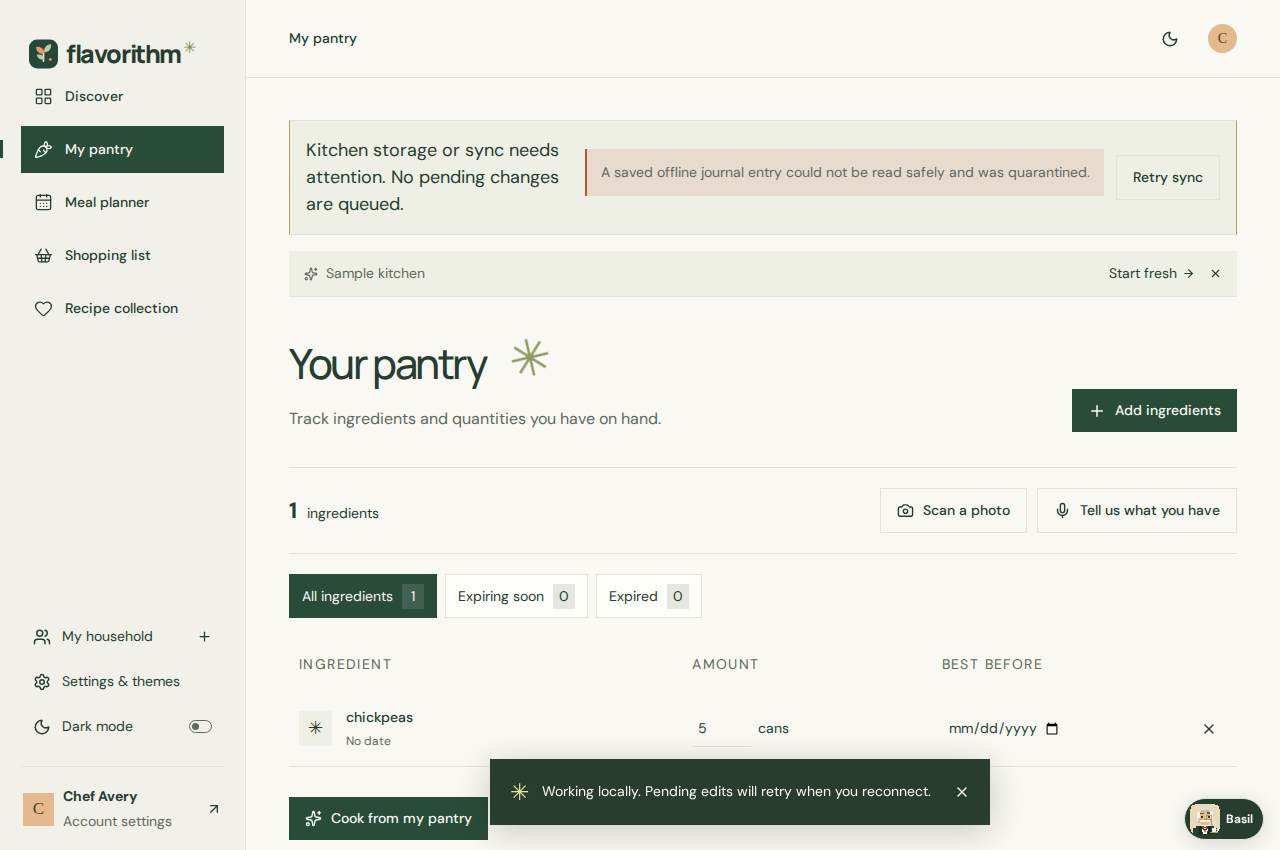 flavorithm
Discover
My pantry
Meal planner
Shopping list
Recipe collection
My household
Settings & themes
Dark mode
C
Chef Avery
Account settings
My pantry
C
Kitchen storage or sync needs
attention. No pending changes
are queued.
A saved offline journal entry could not be read safely and was quarantined.
Retry sync
Sample kitchen
Start fresh →
Your pantry
Track ingredients and quantities you have on hand.
Add ingredients
1 ingredients
Scan a photo
Tell us what you have
All ingredients 1
Expiring soon 0
Expired 0
INGREDIENT AMOUNT BEST BEFORE
chickpeas
No date
5 cans
mm/dd/yyyy
Working locally. Pending edits will retry when you reconnect.
Cook from my pantry
Basil